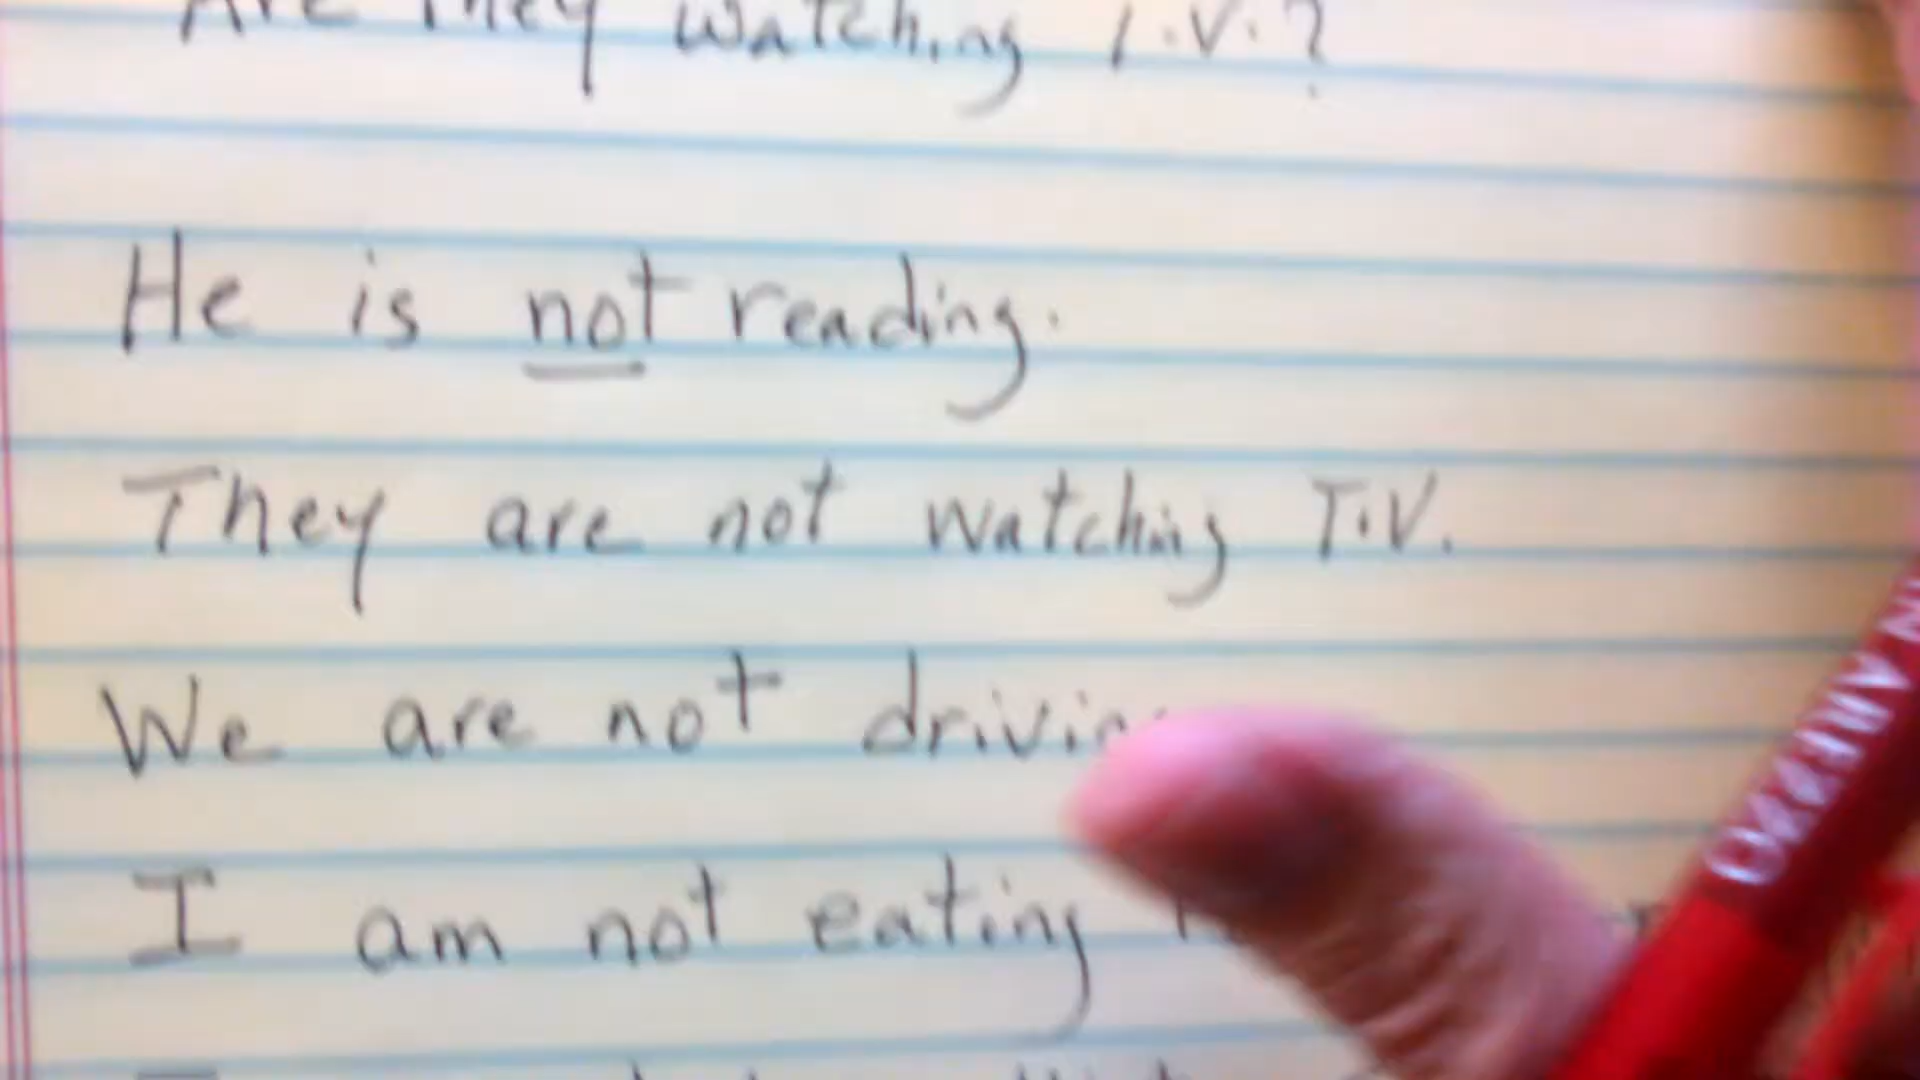 Are They watching T.V.?
He is not reading.
They are not watching T.V.
We are not
I am not eating